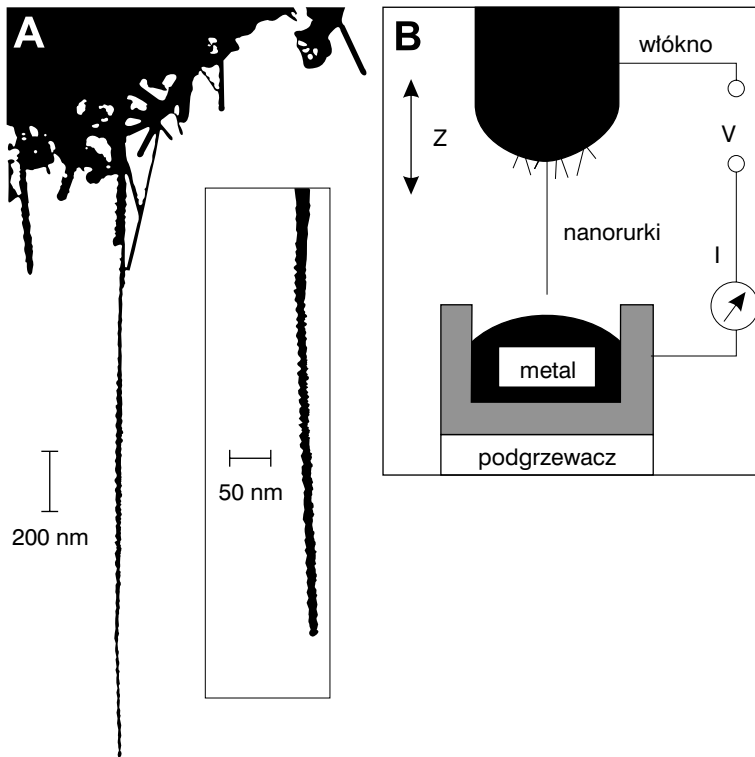 A
200 nm
50 nm
B
włókno
Z
V
nanorurki
I
metal
podgrzewacz